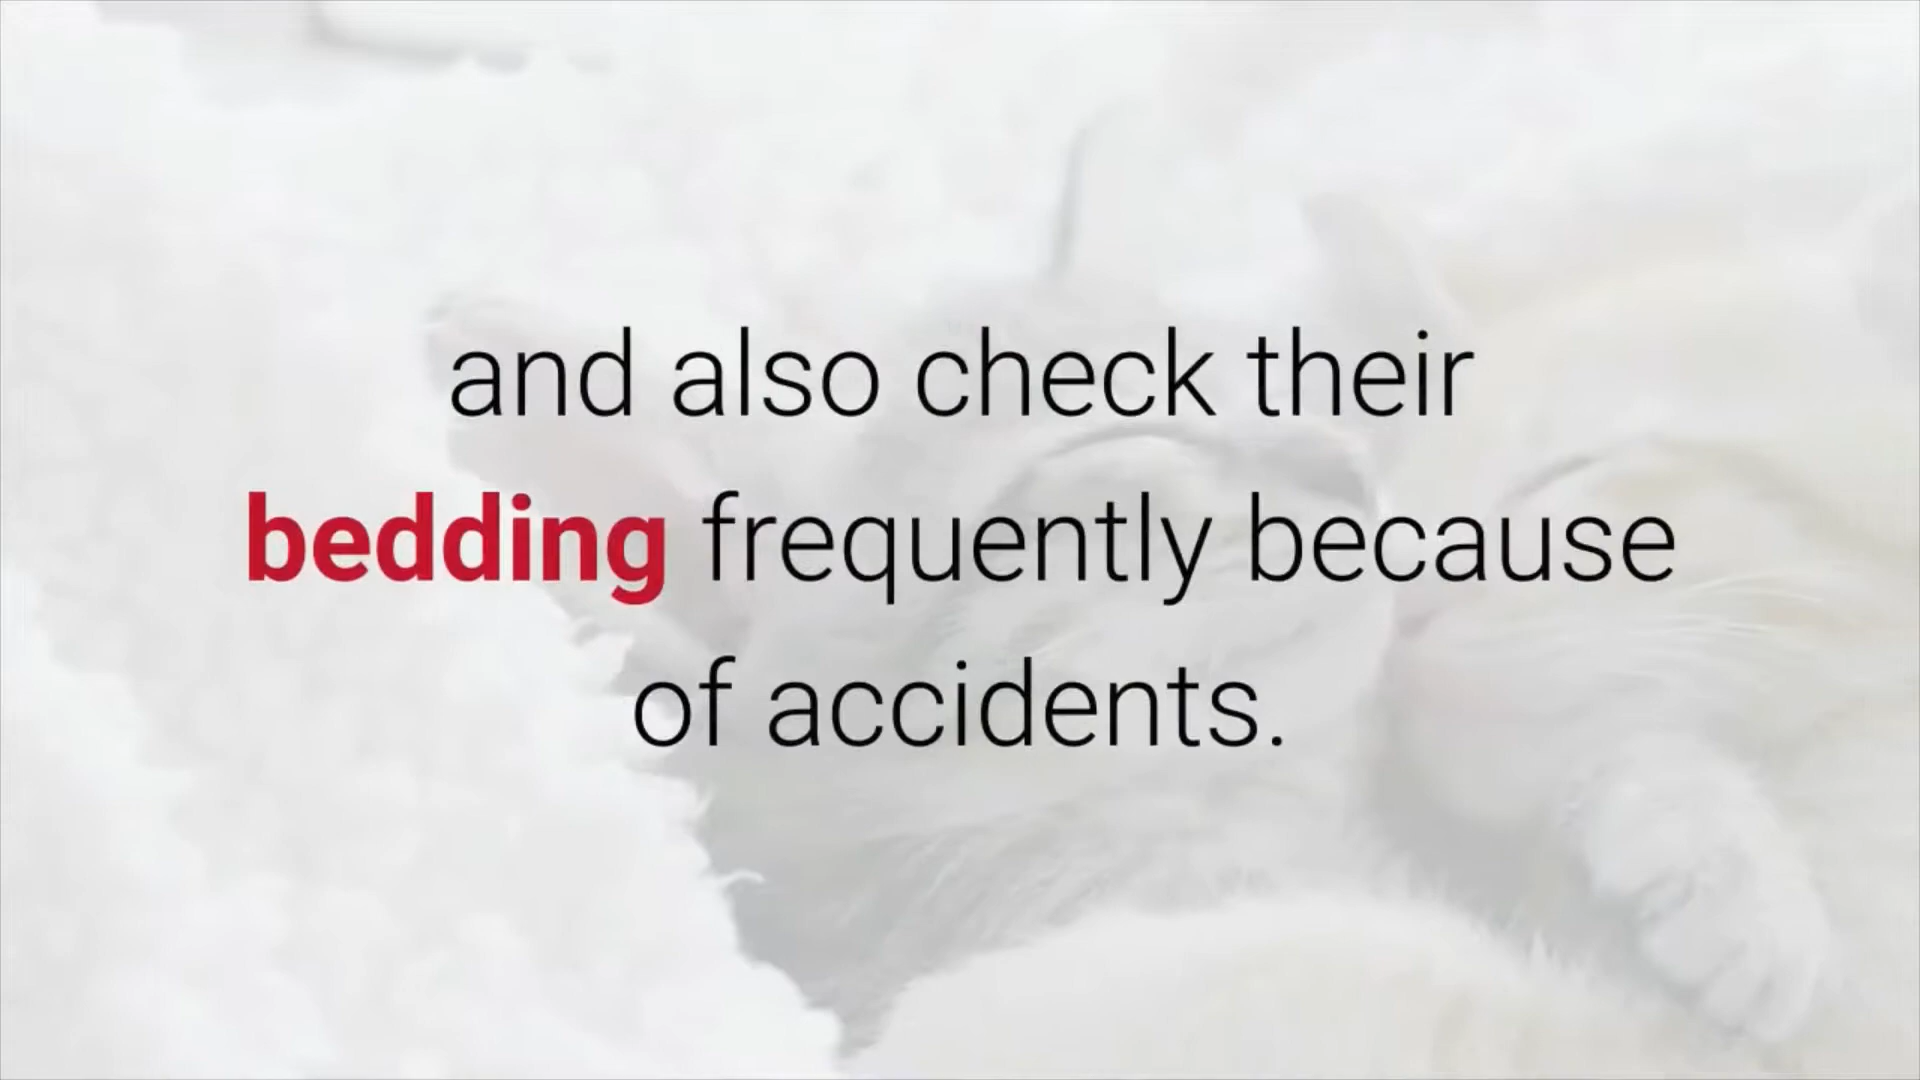 and also check their
bedding frequently because
of accidents.